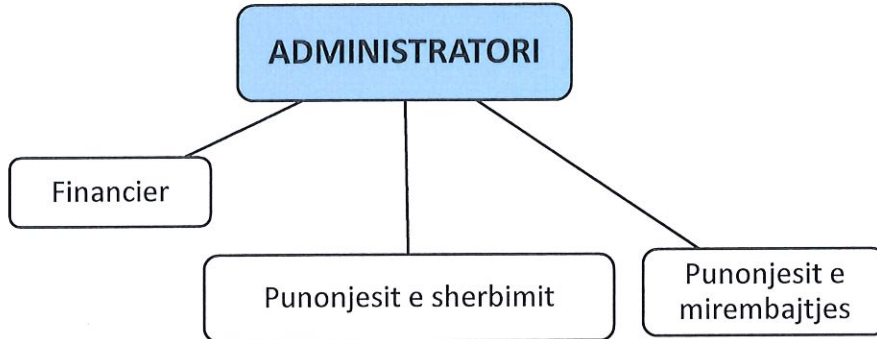 ADMINISTRATORI
Financier
Punonjesit e sherbimit
Punonjesit e
mirembajtjes